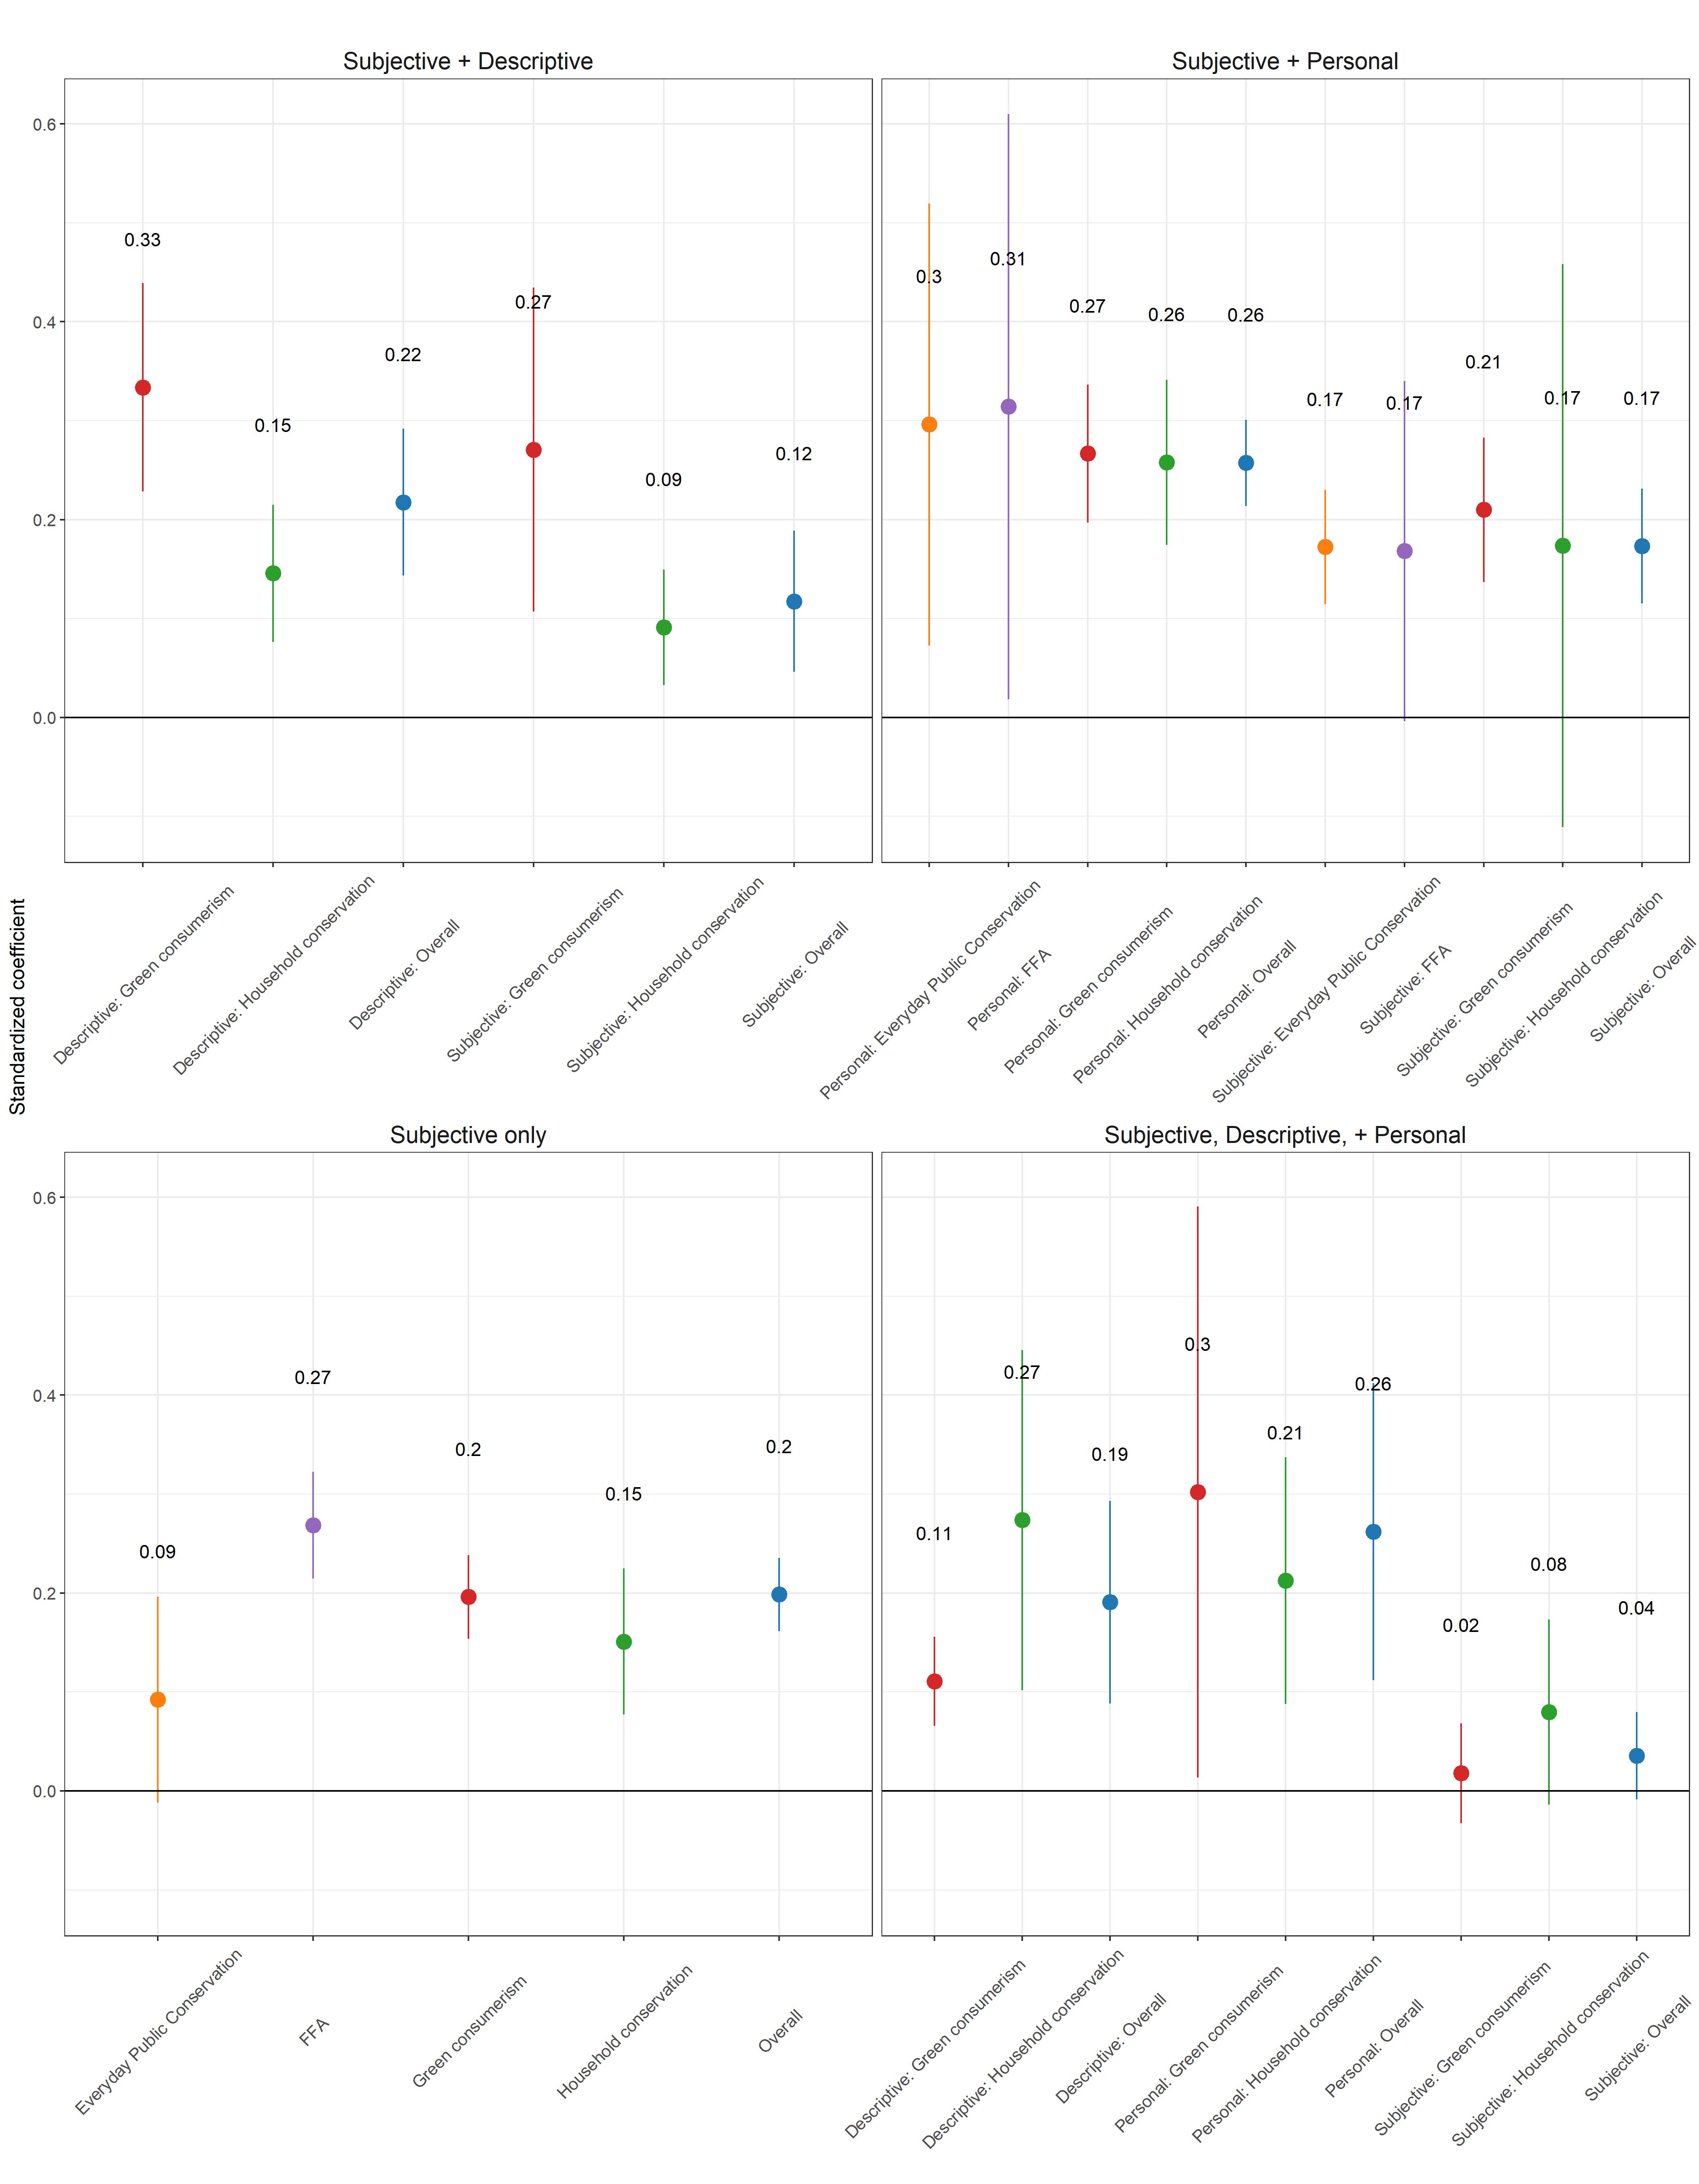 Standardized coefficient
Subjective + Descriptive
0.6
0.4
0.2
0.0
0.33
0.15
0.22
0.27
0.09
0.12
Descriptive: Green consumerism
Descriptive: Household conservation
Descriptive: Overall
Subjective: Green consumerism
Subjective: Household conservation
Subjective: Overall
Subjective + Personal
0.3
0.31
0.27
0.26
0.26
0.17
0.17
0.21
0.17
0.17
Personal: Everyday Public Conservation
Personal: FFA
Personal: Green consumerism
Personal: Household conservation
Personal: Overall
Subjective: Everyday Public Conservation
Subjective: FFA
Subjective: Green consumerism
Subjective: Household conservation
Subjective: Overall
Subjective only
0.6
0.4
0.2
0.0
0.09
0.27
0.2
0.15
0.2
Everyday Public Conservation
FFA
Green consumerism
Household conservation
Overall
Subjective, Descriptive, + Personal
0.11
0.27
0.19
0.3
0.21
0.26
0.02
0.08
0.04
Descriptive: Green consumerism
Descriptive: Household conservation
Descriptive: Overall
Personal: Green consumerism
Personal: Household conservation
Personal: Overall
Subjective: Green consumerism
Subjective: Household conservation
Subjective: Overall